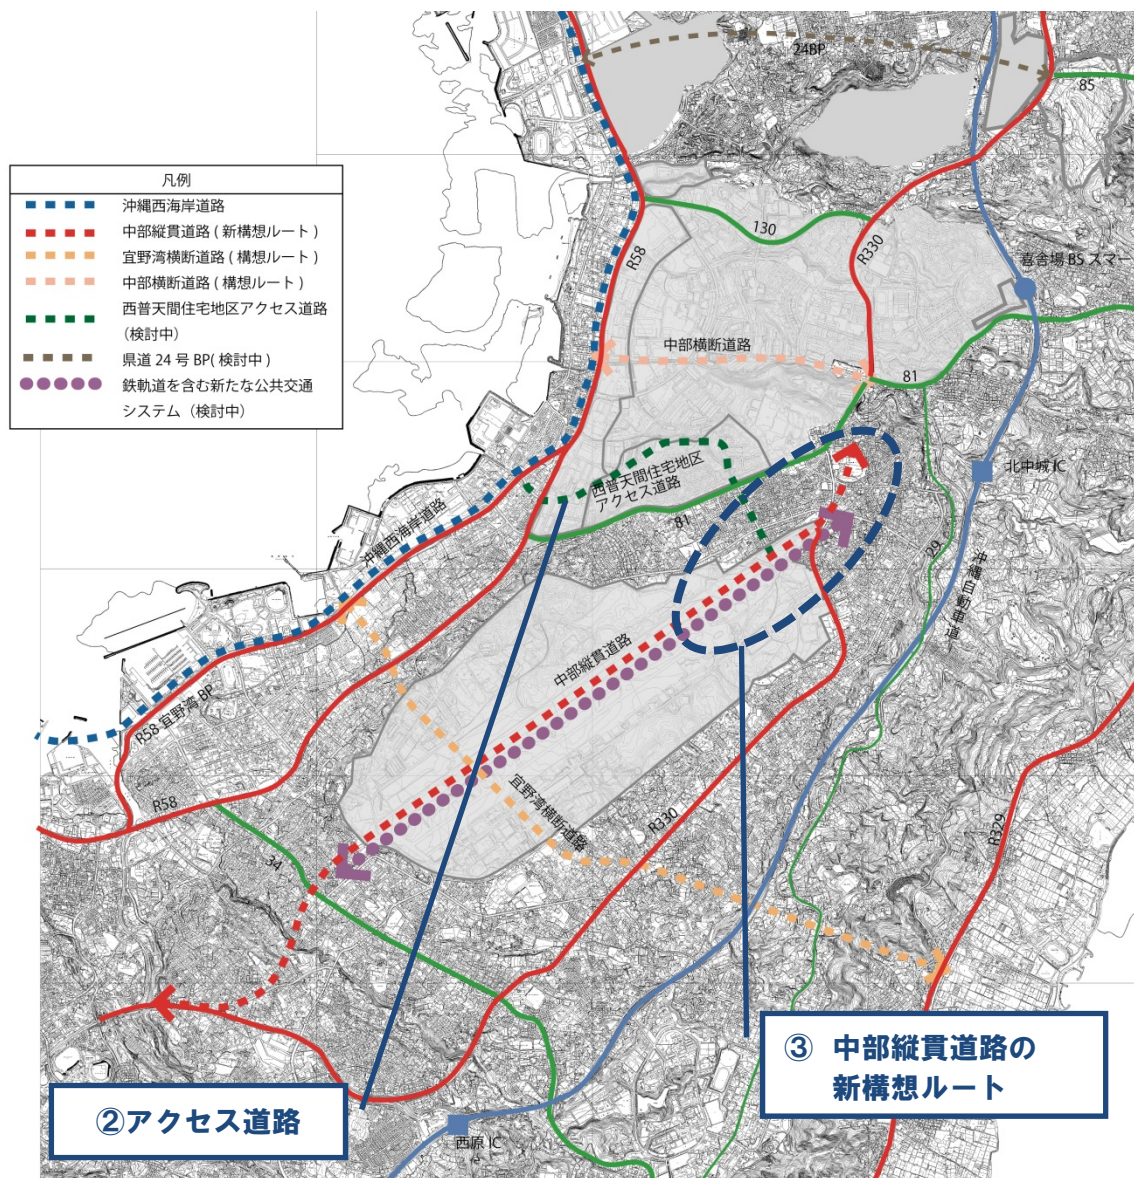 24BP
85
凡例
沖縄西海岸道路
中部縦貫道路(新構想ルート)
宜野湾横断道路(構想ルート)
中部横断道路(構想ルート)
西普天間住宅地区アクセス道路
(検討中)
県道24号BP(検討中)
鉄軌道を含む新たな公共交通
システム(検討中)
130
R58
R330
喜舎場BSスマー
中部横断道路
81
北中城IC
西普天間住宅地区
アクセス道路
81
沖縄西海岸道路
29
沖縄自動車道
中部縦貫道路
R58 宜野湾BP
R58
宜野湾横断道路
R330
R329
34
③ 中部縦貫道路の
新構想ルート
②アクセス道路
西原IC